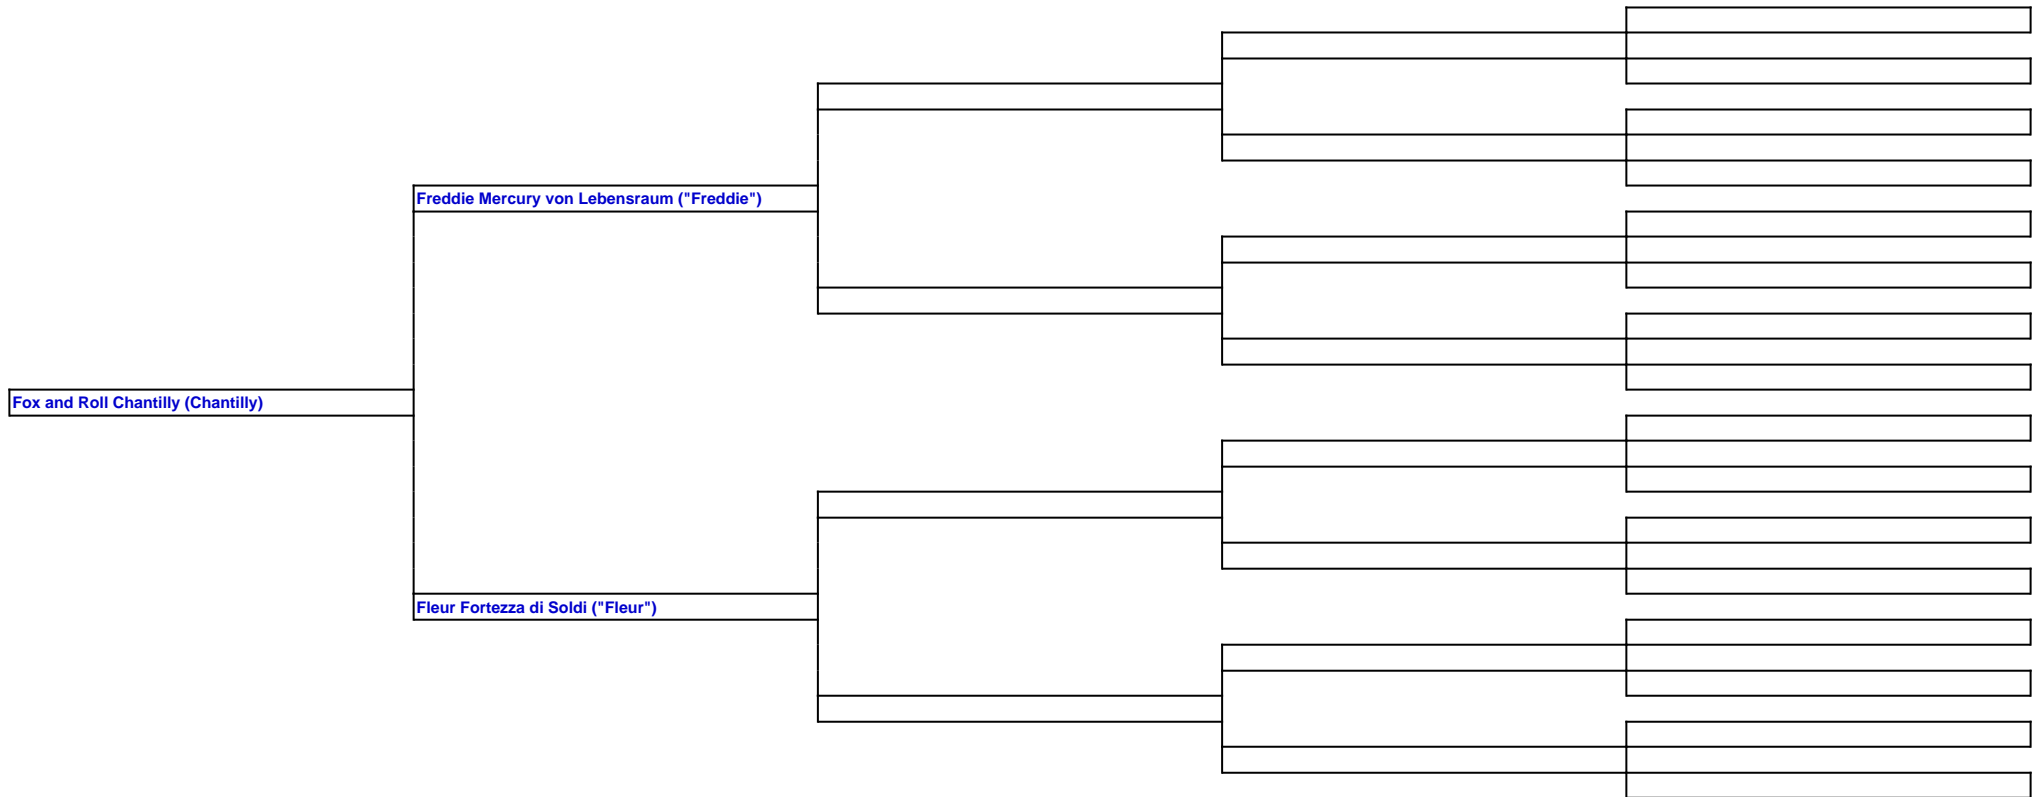 Freddie Mercury von Lebensraum ("Freddie")
Fox and Roll Chantilly (Chantilly)
Fleur Fortezza di Soldi ("Fleur")